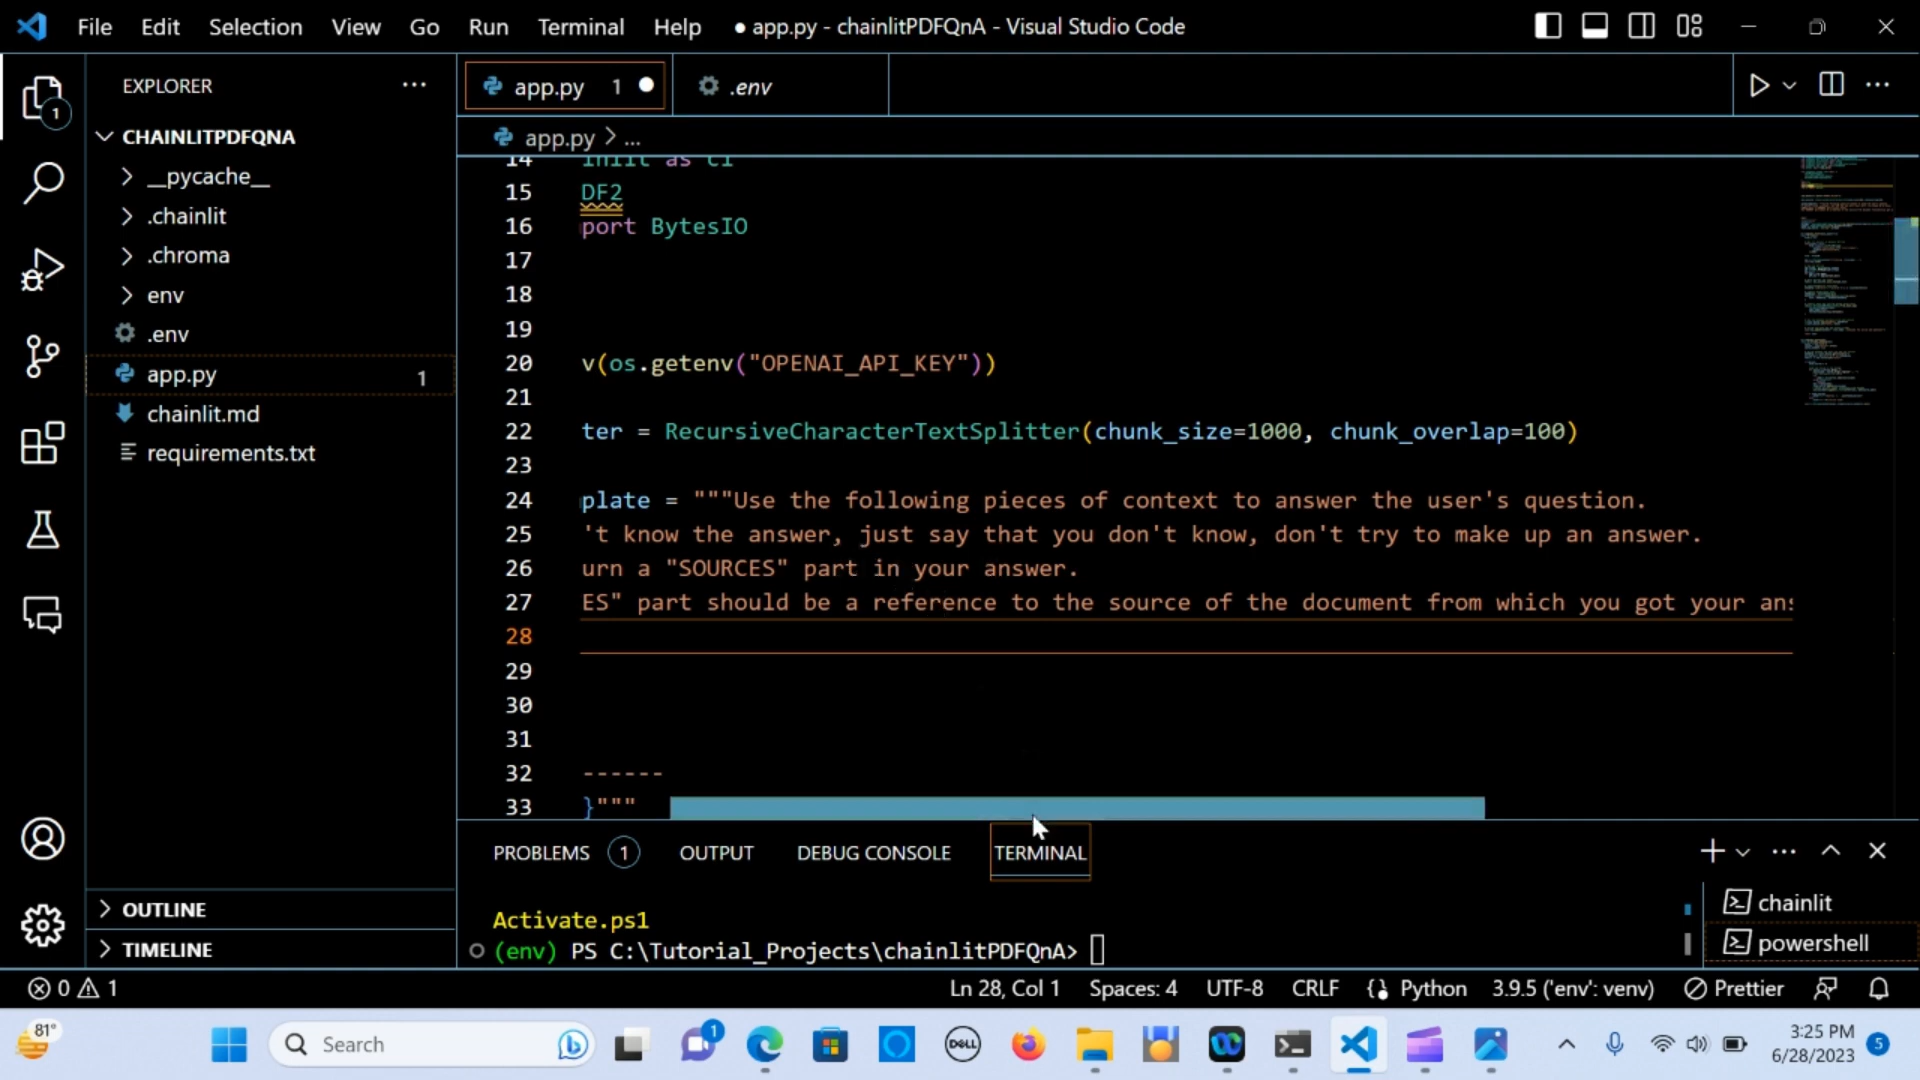 File Edit Selection View Go Run Terminal Help ● app.py - chainlitPDFQnA - Visual Studio Code
EXPLORER ...
app.py 1 ●
.env
1
CHAINLITPDFQNA
__pycache__
.chainlit
.chroma
env
.env
app.py 1
chainlit.md
requirements.txt
OUTLINE
TIMELINE
app.py > ...
14 inlit as cl
15 DF2
16 port BytesIO
17
18
19
20 v(os.getenv("OPENAI_API_KEY"))
21
22 ter = RecursiveCharacterTextSplitter(chunk_size=1000, chunk_overlap=100)
23
24 plate = """Use the following pieces of context to answer the user's question.
25 't know the answer, just say that you don't know, don't try to make up an answer.
26 urn a "SOURCES" part in your answer.
27 ES" part should be a reference to the source of the document from which you got your ans
28
29
30
31
32 ------
33 }"""
PROBLEMS 1 OUTPUT DEBUG CONSOLE TERMINAL
Activate.ps1
(env) PS C:\Tutorial_Projects\chainlitPDFQnA>
chainlit
powershell
0 1 Ln 28, Col 1 Spaces: 4 UTF-8 CRLF Python 3.9.5 ('env': venv) Prettier
81°
Search
1
DELL
3:25 PM
6/28/2023
5